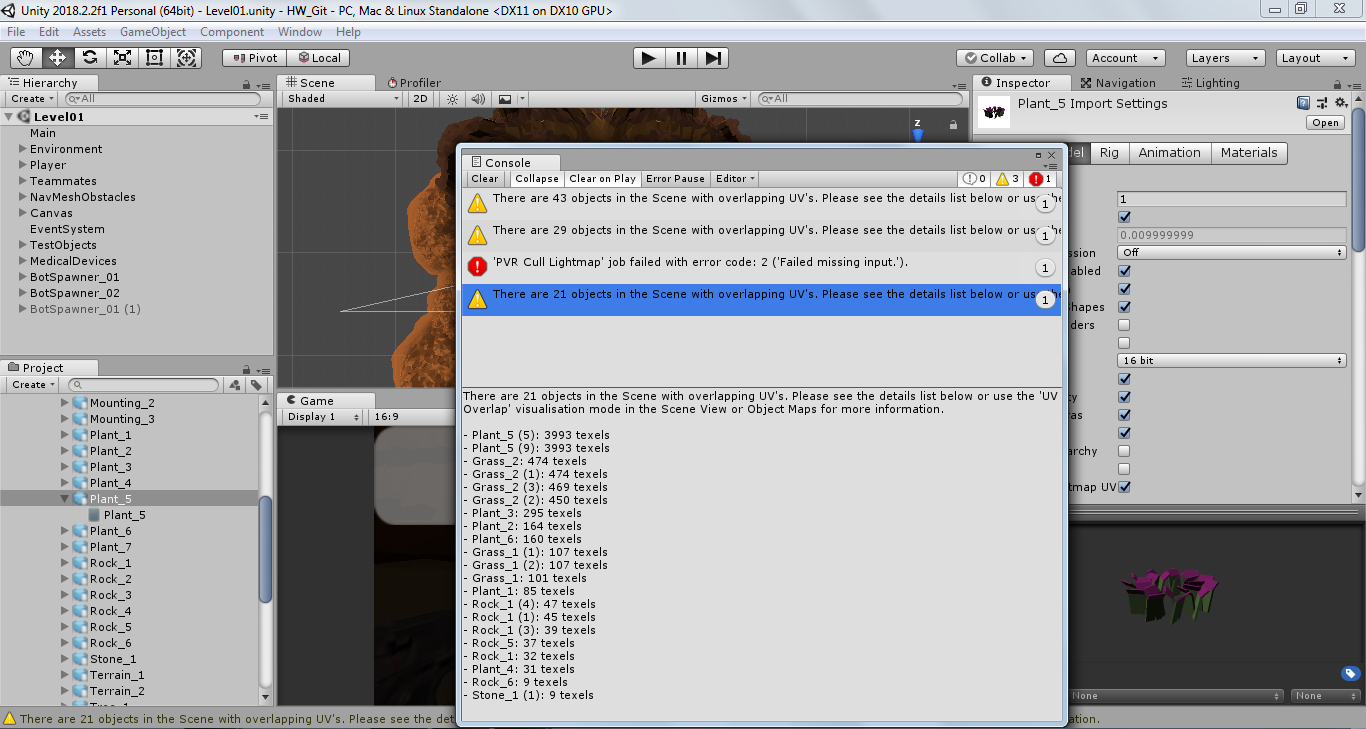 Unity 2018.2.2f1 Personal (64bit) - Level01.unity - HW_Git - PC, Mac & Linux Standalone <DX11 on DX10 GPU>
File Edit Assets GameObject Component Window Help
Pivot Local Collab Account Layers Layout
Hierarchy
Create All
Level01
Main
Environment
Player
Teammates
NavMeshObstacles
Canvas
EventSystem
TestObjects
MedicalDevices
BotSpawner_01
BotSpawner_02
BotSpawner_01 (1)
Project
Create
Mounting_2
Mounting_3
Plant_1
Plant_2
Plant_3
Plant_4
Plant_5
Plant_5
Plant_6
Plant_7
Rock_1
Rock_2
Rock_3
Rock_4
Rock_5
Rock_6
Stone_1
Terrain_1
Terrain_2
Scene Profiler
Shaded 2D Gizmos All
z
Game
Display 1 16:9
Console
Clear Collapse Clear on Play Error Pause Editor 0 3 1
There are 43 objects in the Scene with overlapping UV's. Please see the details list below or use the 1
There are 29 objects in the Scene with overlapping UV's. Please see the details list below or use the 1
'PVR Cull Lightmap' job failed with error code: 2 ('Failed missing input.'). 1
There are 21 objects in the Scene with overlapping UV's. Please see the details list below or use the 1
There are 21 objects in the Scene with overlapping UV's. Please see the details list below or use the 'UV
Overlap' visualisation mode in the Scene View or Object Maps for more information.
- Plant_5 (5): 3993 texels
- Plant_5 (9): 3993 texels
- Grass_2: 474 texels
- Grass_2 (1): 474 texels
- Grass_2 (3): 469 texels
- Grass_2 (2): 450 texels
- Plant_3: 295 texels
- Plant_2: 164 texels
- Plant_6: 160 texels
- Grass_1 (1): 107 texels
- Grass_1 (2): 107 texels
- Grass_1: 101 texels
- Plant_1: 85 texels
- Rock_1 (4): 47 texels
- Rock_1 (1): 45 texels
- Rock_1 (3): 39 texels
- Rock_5: 37 texels
- Rock_1: 32 texels
- Plant_4: 31 texels
- Rock_6: 9 texels
- Stone_1 (1): 9 texels
Inspector Navigation Lighting
Plant_5 Import Settings
Open
del Rig Animation Materials
1
0.009999999
ssion Off
abled
Shapes
ders
16 bit
ty
ras
archy
tmap UV
None None
There are 21 objects in the Scene with overlapping UV's. Please see the det ation.